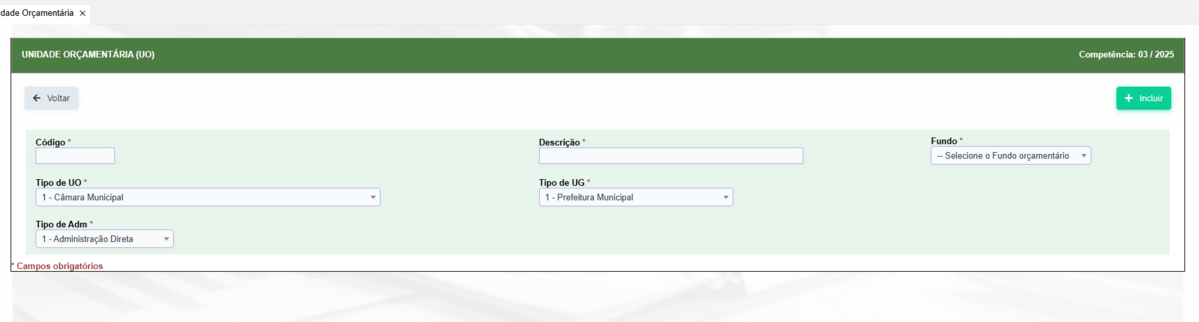 dade Orçamentária ×
UNIDADE ORÇAMENTÁRIA (UO) Competência: 03 / 2025
← Voltar + Incluir
Código * Descrição * Fundo *
-- Selecione o Fundo orçamentário
Tipo de UO * Tipo de UG *
1 - Câmara Municipal 1 - Prefeitura Municipal
Tipo de Adm *
1 - Administração Direta
* Campos obrigatórios